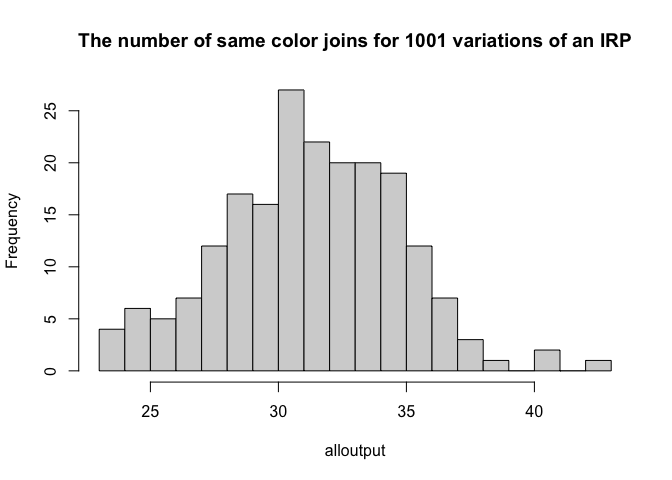 The number of same color joins for 1001 variations of an IRP
Frequency
25
20
15
10
5
0
25 30 35 40
alloutput